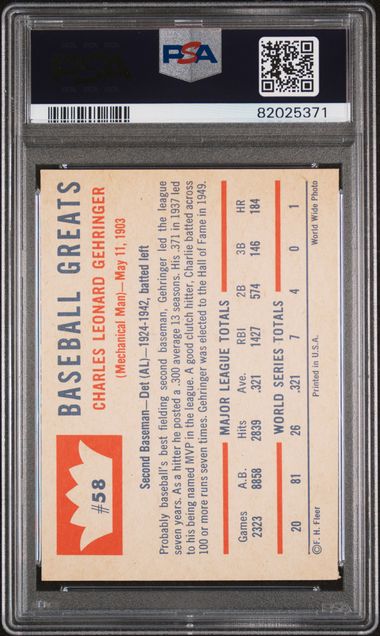 PSA
82025371
#58
BASEBALL GREATS
CHARLES LEONARD GEHRINGER
(Mechanical Man)—May 11, 1903
Second Baseman—Det (AL)—1924-1942, batted left
Probably baseball's best fielding second baseman, Gehringer led the league
seven years. As a hitter he posted a .300 average 13 seasons. His .371 in 1937 led
to his being named MVP in the league. A good clutch hitter, Charlie batted across
100 or more runs seven times. Gehringer was elected to the Hall of Fame in 1949.
MAJOR LEAGUE TOTALS
Games A.B. Hits Ave. RBI 2B 3B HR
2323 8858 2839 .321 1427 574 146 184
WORLD SERIES TOTALS
20 81 26 .321 7 4 0 1
©F. H. Fleer Printed in U.S.A. World Wide Photo
PSA